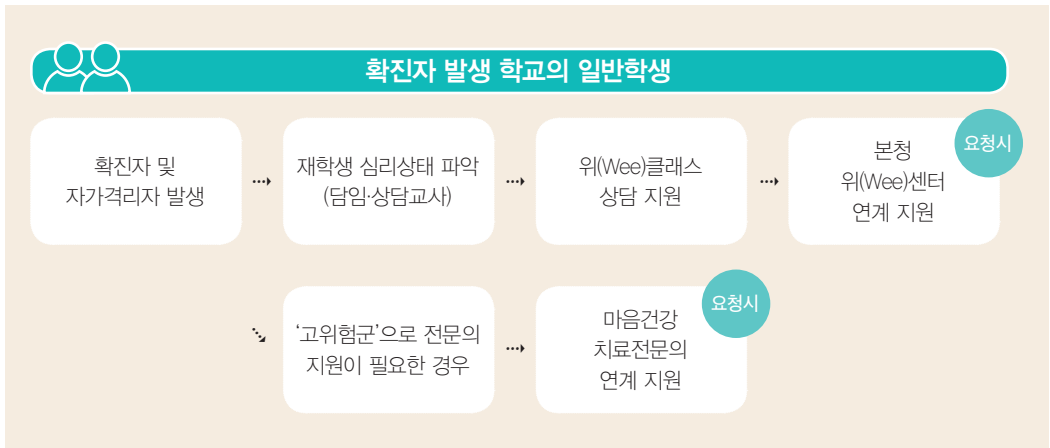 확진자 발생 학교의 일반학생
확진자 및
자가격리자 발생
재학생 심리상태 파악
(담임·상담교사)
위(Wee)클래스
상담 지원
요청시
본청
위(Wee)센터
연계 지원
‘고위험군’으로 전문의
지원이 필요한 경우
요청시
마음건강
치료전문의
연계 지원